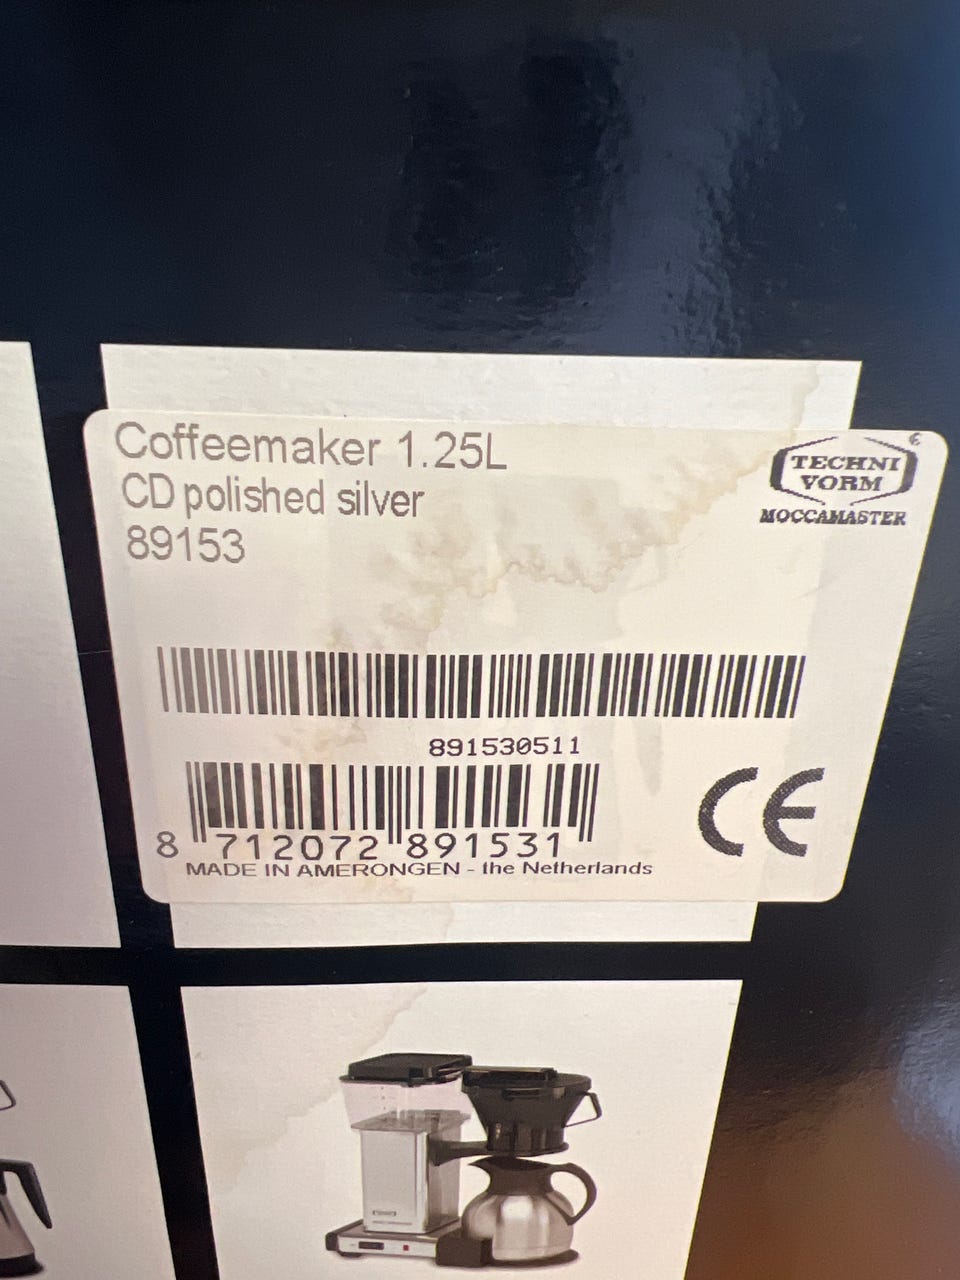 Coffeemaker 1.25L
CD polished silver
89153
TECHNI
VORM
MOCCAMASTER
891530511
8 712072 891531
MADE IN AMERONGEN - the Netherlands
CE